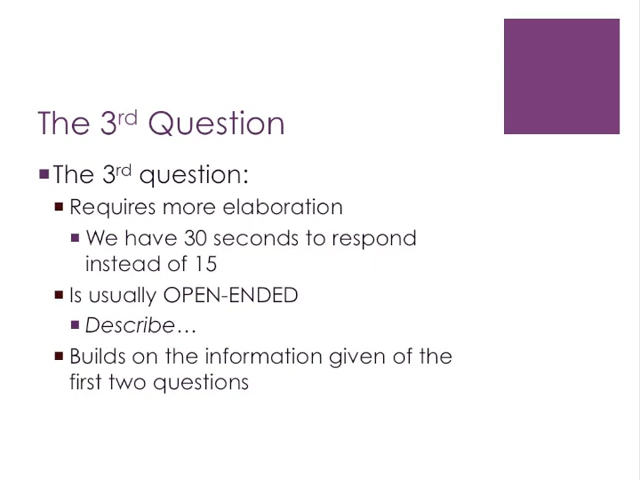 The 3rd Question
The 3rd question:
Requires more elaboration
We have 30 seconds to respond
instead of 15
Is usually OPEN-ENDED
Describe…
Builds on the information given of the
first two questions